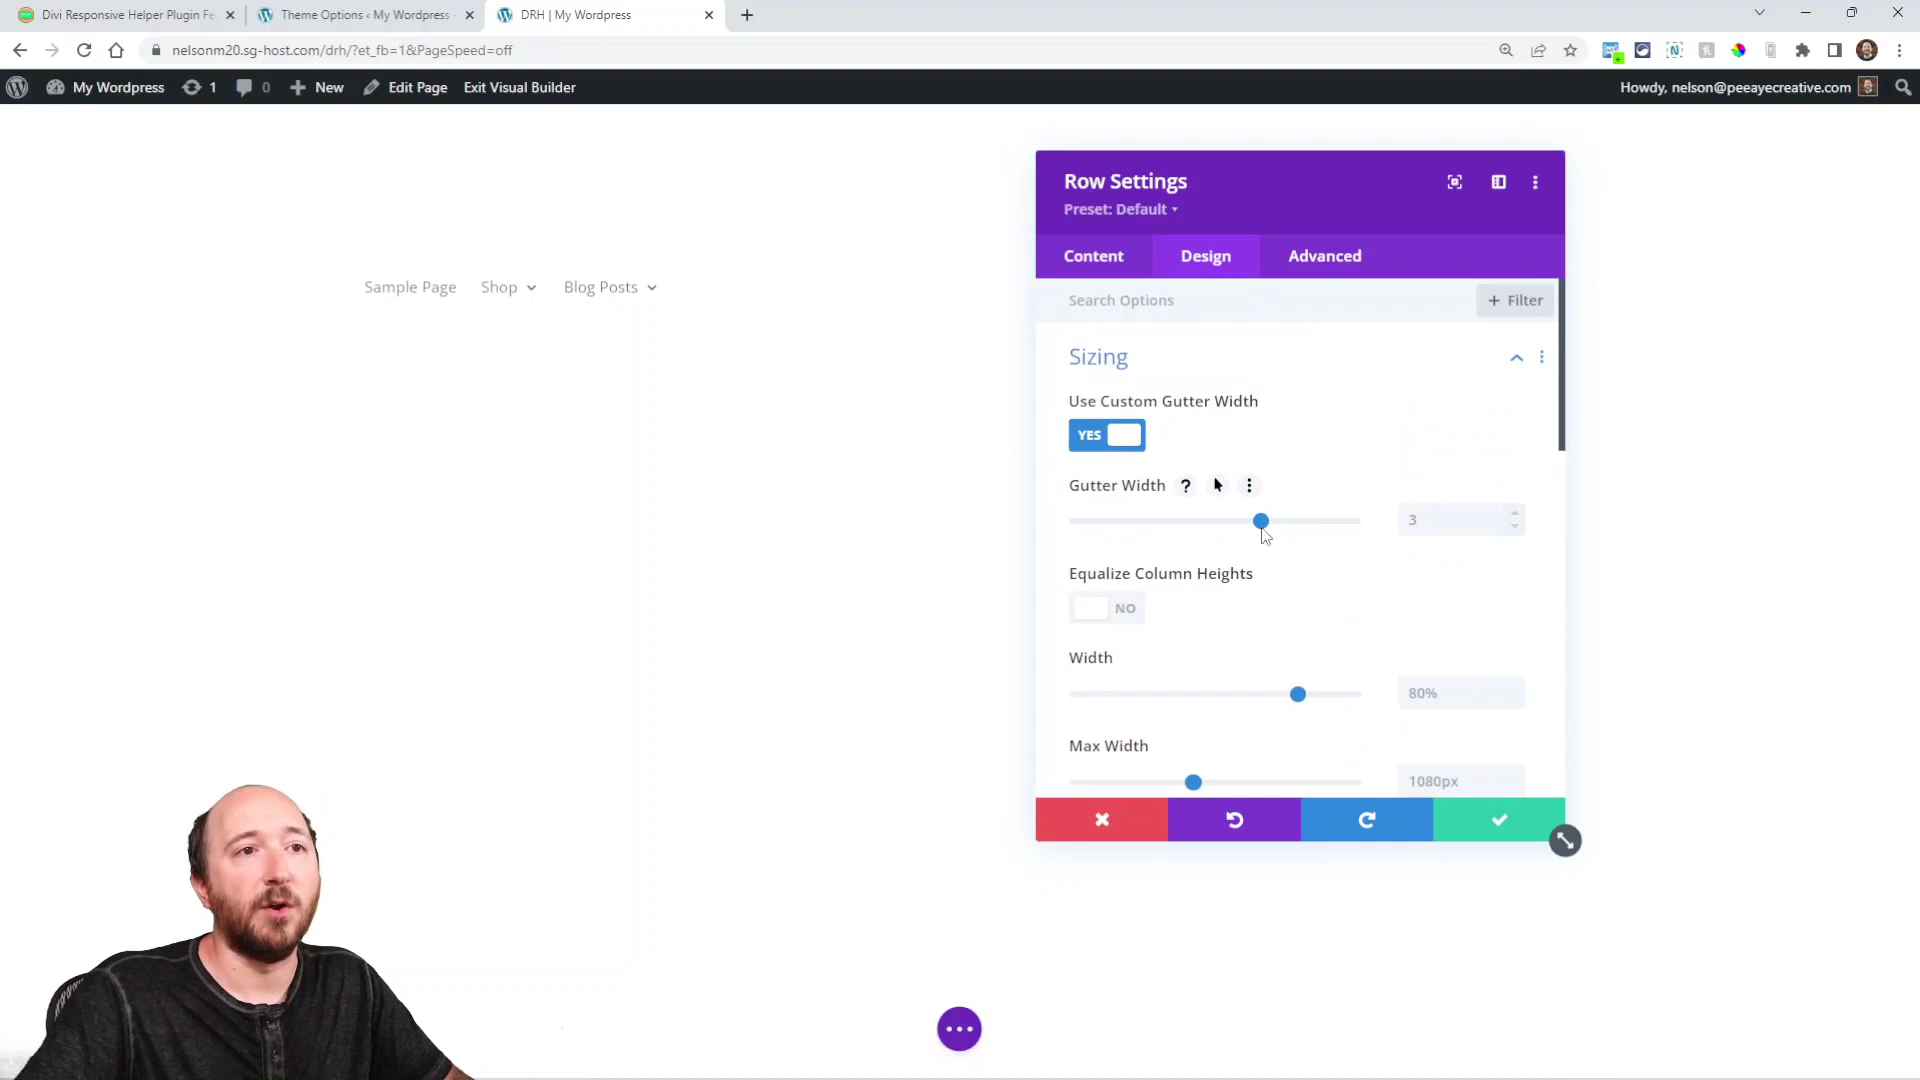 Divi Responsive Helper Plugin Fe
Theme Options ‹ My Wordpress
DRH | My Wordpress
nelsonm20.sg-host.com/drh/?et_fb=1&PageSpeed=off
My Wordpress
1
0
New
Edit Page
Exit Visual Builder
Howdy, nelson@peeayecreative.com
Row Settings
Preset: Default
Content
Design
Advanced
Search Options
+ Filter
Sample Page
Shop
Blog Posts
Sizing
Use Custom Gutter Width
YES
Gutter Width ?
3
Equalize Column Heights
NO
Width
80%
Max Width
1080px